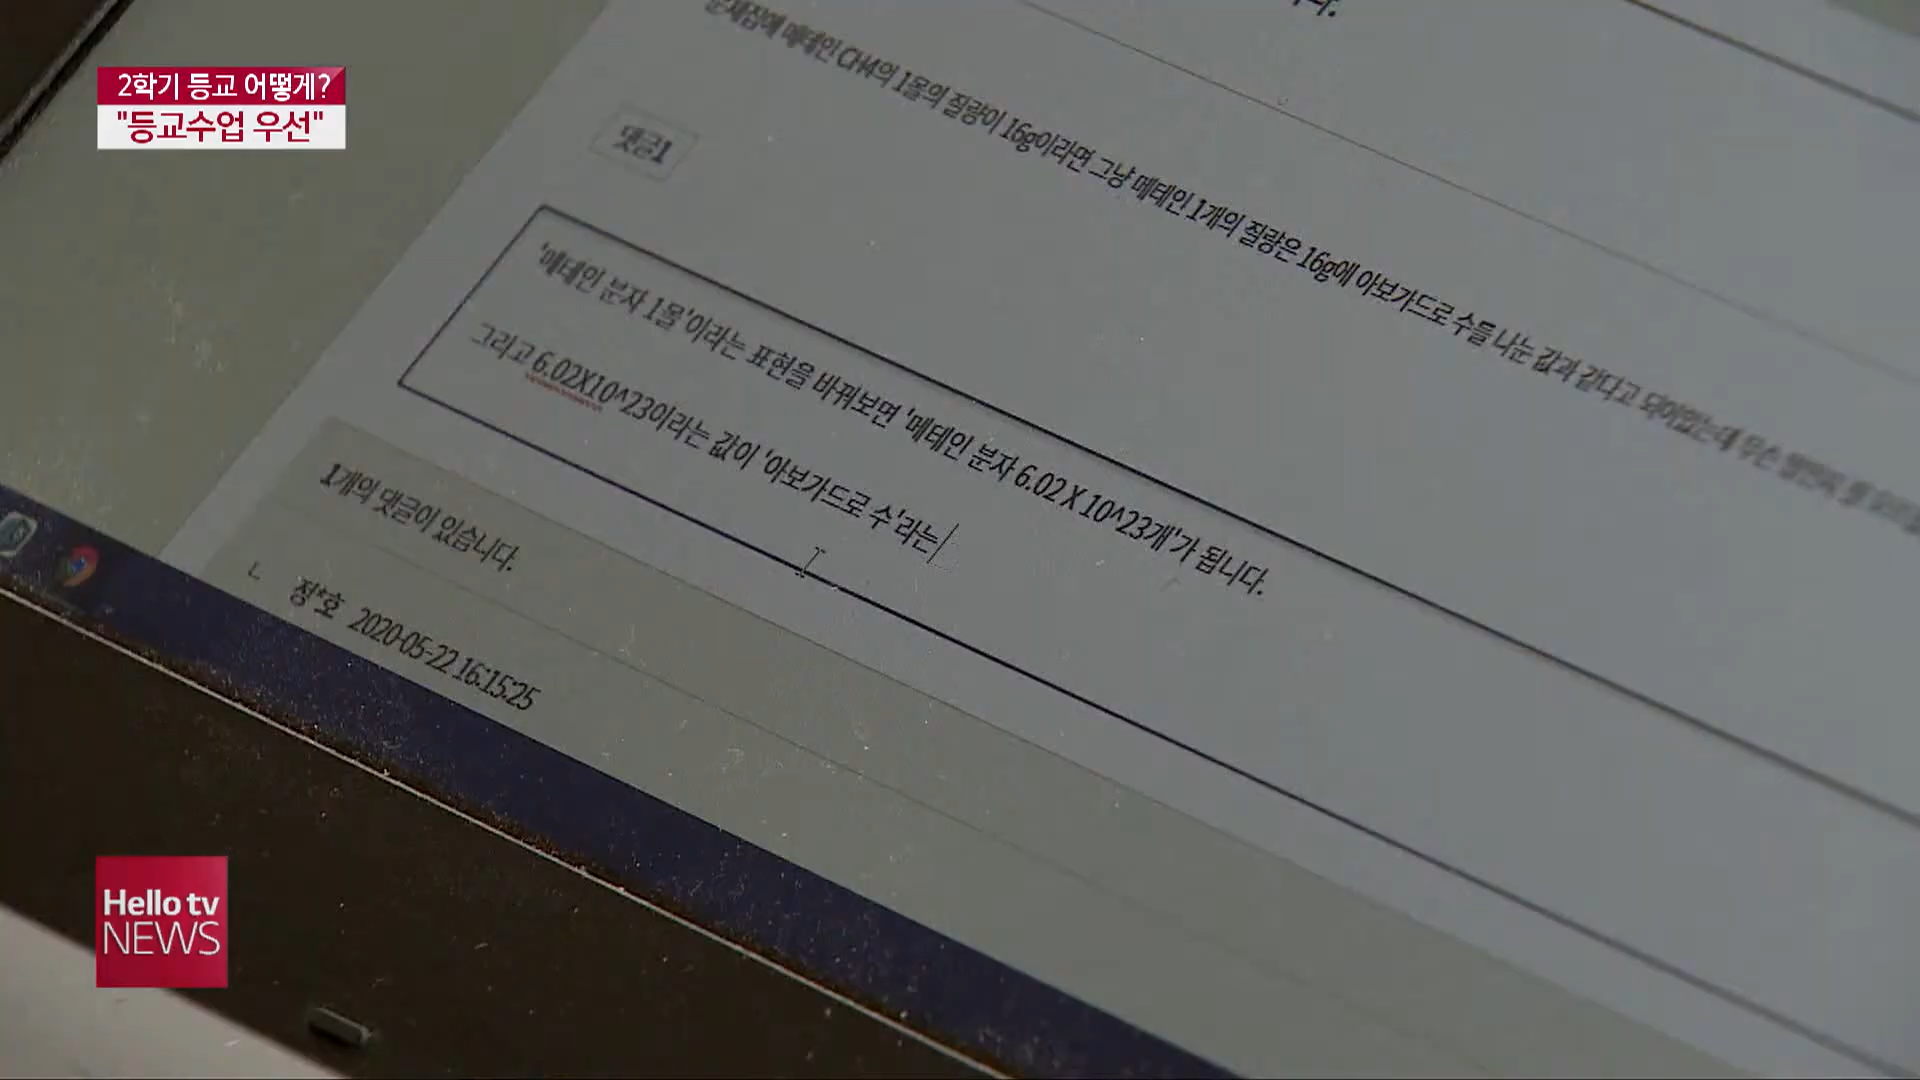 2학기 등교 어떻게?
"등교수업 우선"
문제집에 메테인 CH4의 1몰의 질량이 16g이라면 그냥 메테인 1개의 질량은 16g에 아보가드로 수를 나눈 값과 같다고 되어있는데 무슨
댓글1
'메테인 분자 1몰'이라는 표현을 바꿔보면 '메테인 분자 6.02 X 10^23개'가 됩니다.
그리고 6.02X10^23이라는 값이 '아보가드로 수'라는
1개의 댓글이 있습니다.
ㄴ 정*호 2020-05-22 16:15:25
Hello tv
NEWS